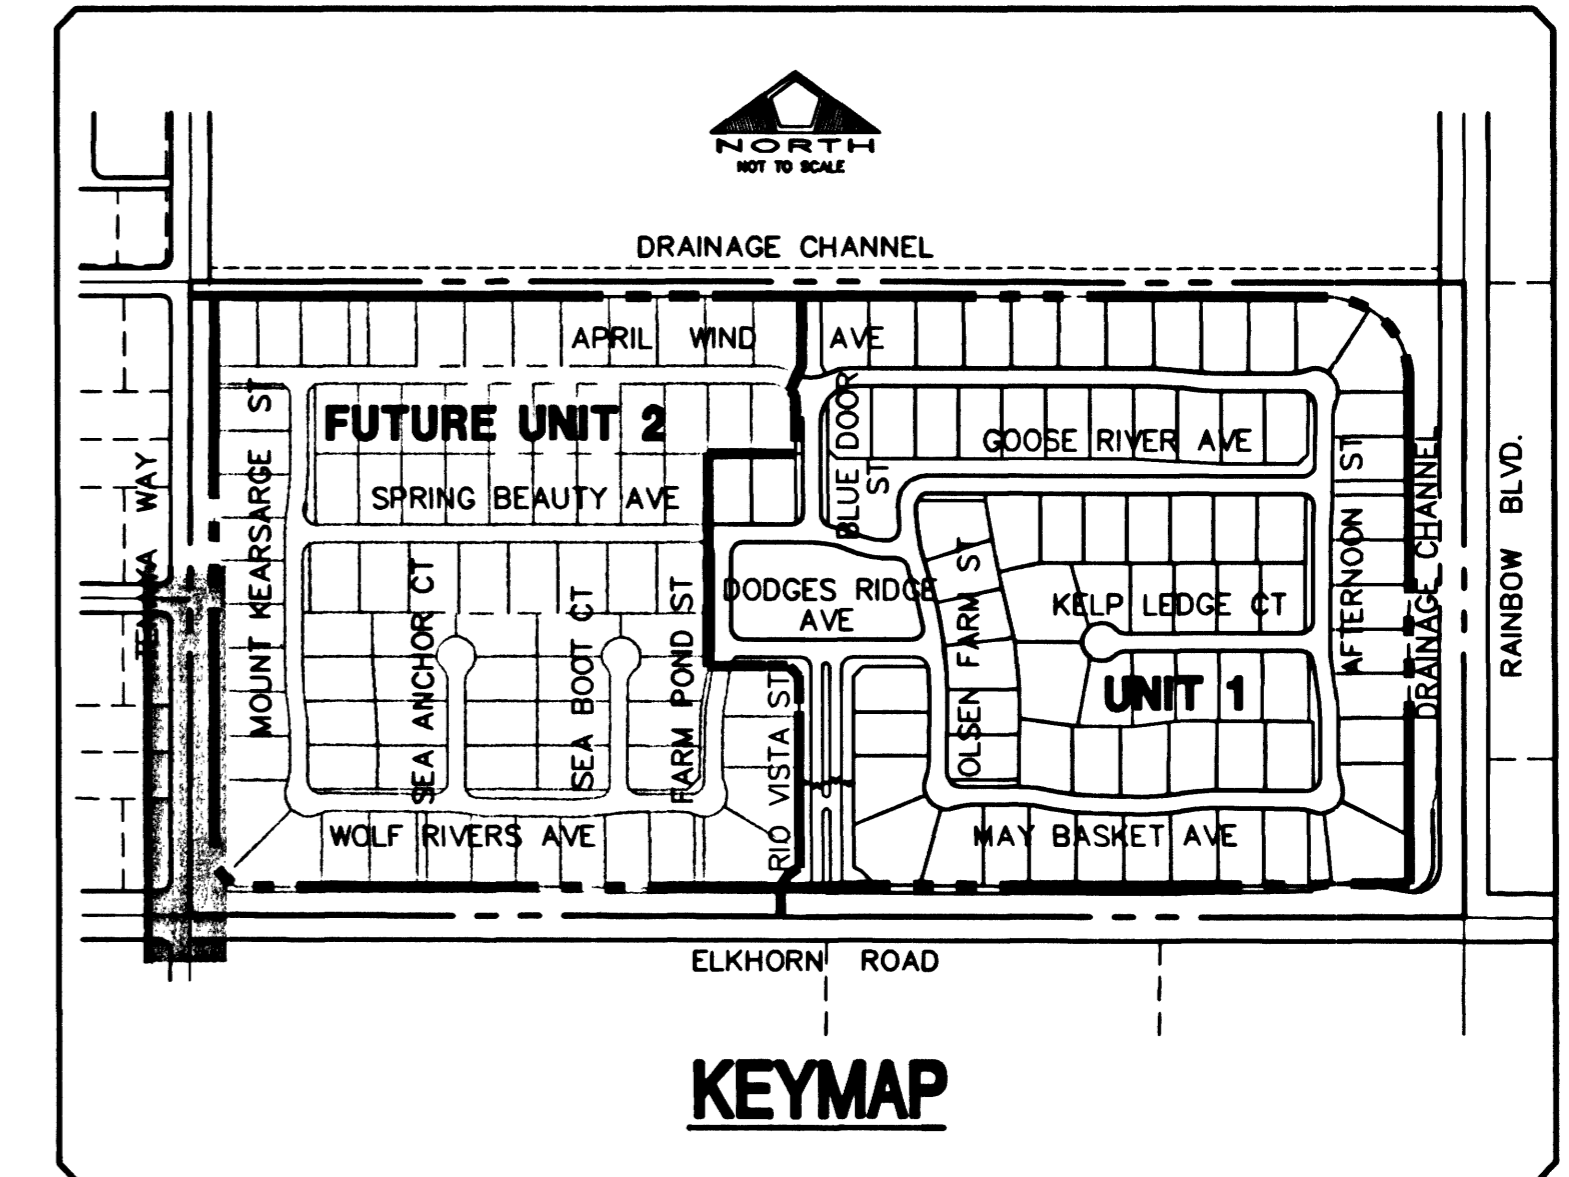 NORTH
NOT TO SCALE
DRAINAGE CHANNEL
APRIL WIND AVE
FUTURE UNIT 2
GOOSE RIVER AVE
SPRING BEAUTY AVE
BLUE DOOR
ST
MOUNT KEARSARGE ST
WAY
SEA ANCHOR CT
SEA BOOT CT
FARM POND ST
DODGES RIDGE
AVE
OLSEN FARM ST
KELP LEDGE CT
AFTERNOON ST
DRAINAGE CHANNEL
RAINBOW BLVD.
UNIT 1
RIO VISTA ST
WOLF RIVERS AVE
MAY BASKET AVE
ELKHORN ROAD
KEYMAP